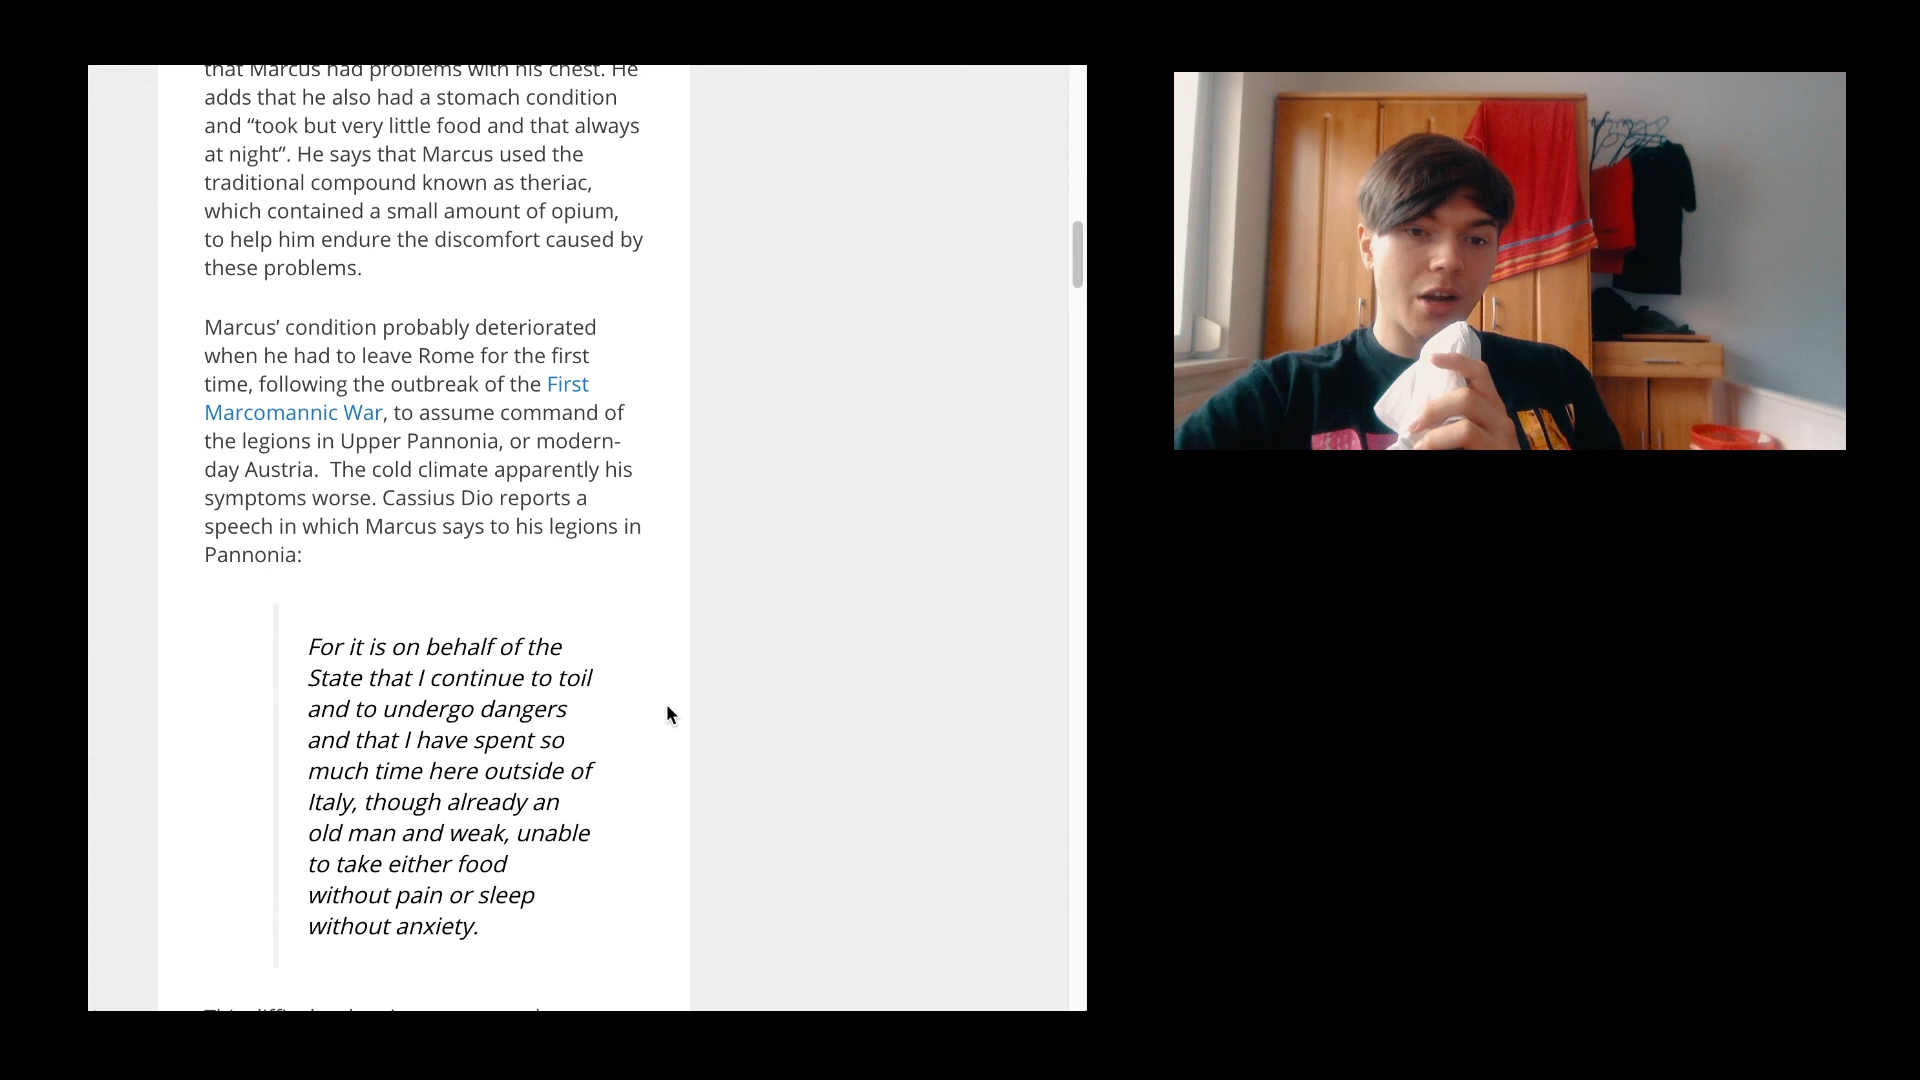 that Marcus had problems with his chest. He
adds that he also had a stomach condition
and “took but very little food and that always
at night”. He says that Marcus used the
traditional compound known as theriac,
which contained a small amount of opium,
to help him endure the discomfort caused by
these problems.
Marcus’ condition probably deteriorated
when he had to leave Rome for the first
time, following the outbreak of the First
Marcomannic War, to assume command of
the legions in Upper Pannonia, or modern-
day Austria.  The cold climate apparently his
symptoms worse. Cassius Dio reports a
speech in which Marcus says to his legions in
Pannonia:
For it is on behalf of the
State that I continue to toil
and to undergo dangers
and that I have spent so
much time here outside of
Italy, though already an
old man and weak, unable
to take either food
without pain or sleep
without anxiety.